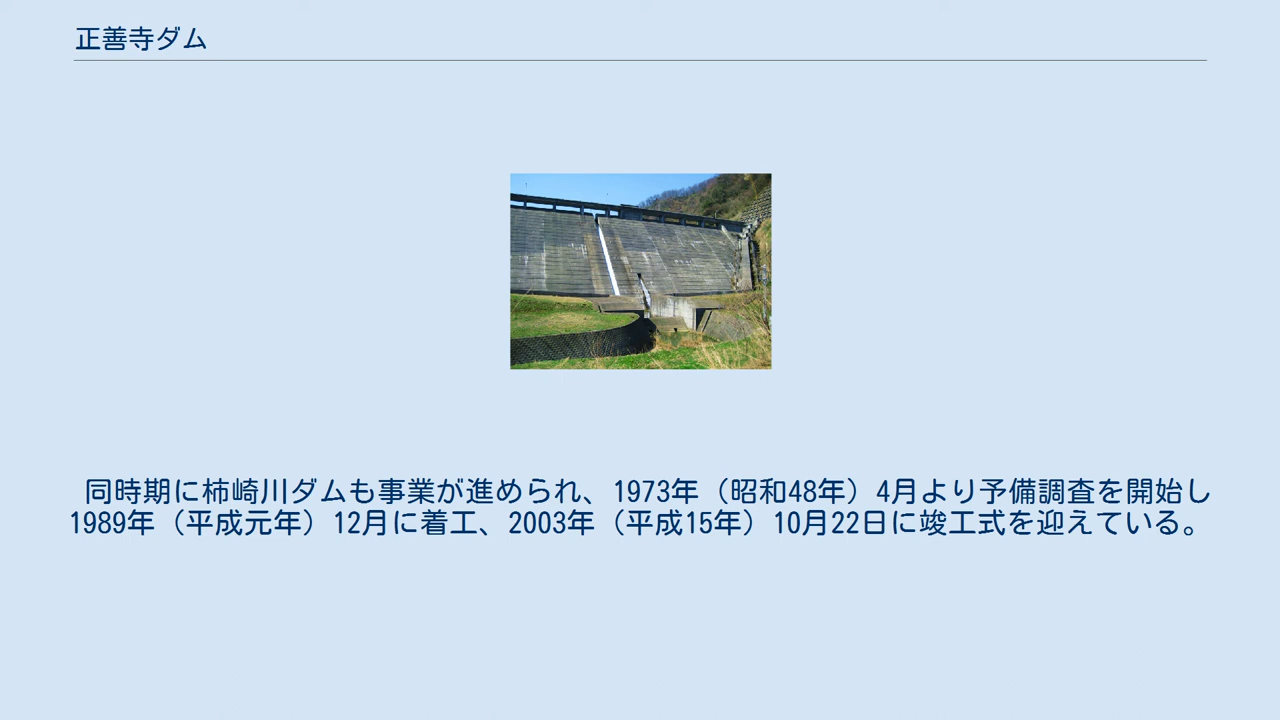 正善寺ダム
同時期に柿崎川ダムも事業が進められ、1973年（昭和48年）4月より予備調査を開始し
1989年（平成元年）12月に着工、2003年（平成15年）10月22日に竣工式を迎えている。